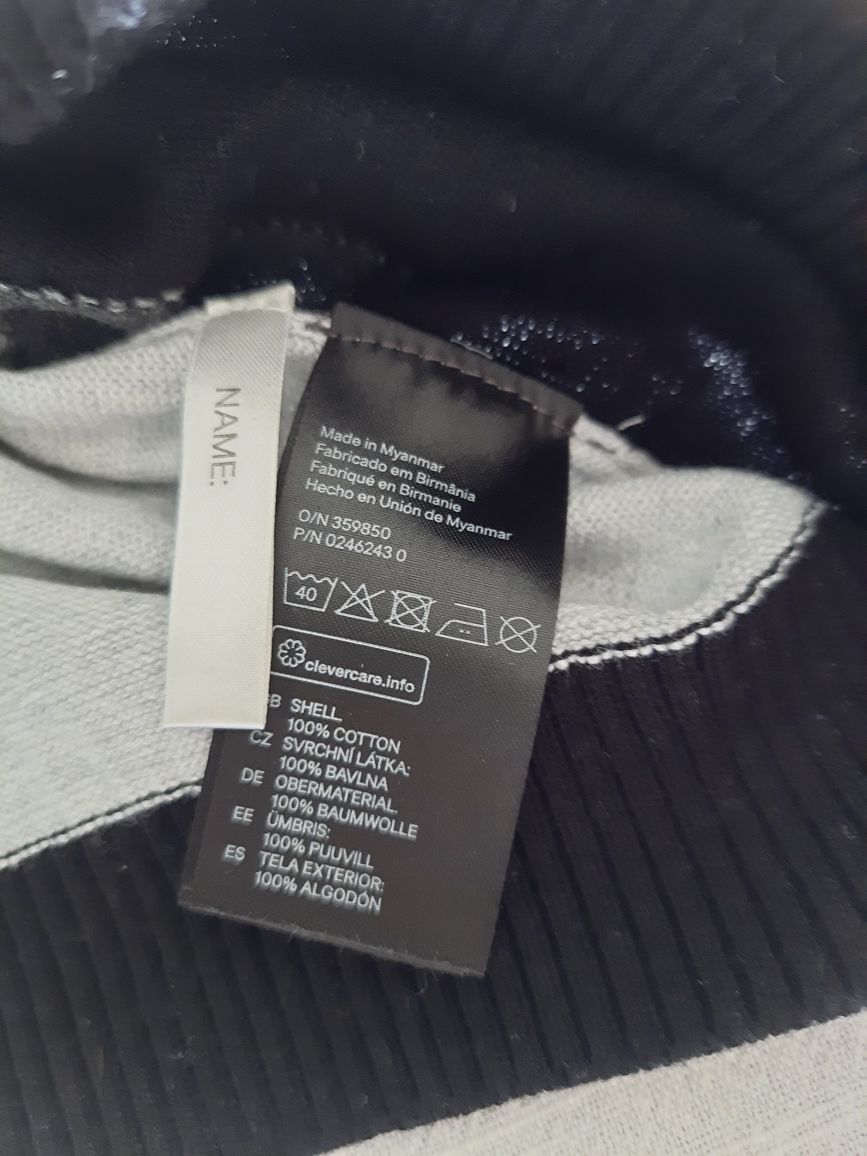 NAME:
Made in Myanmar
Fabricado em Birmânia
Fabriqué en Birmanie
Hecho en Unión de Myanmar
O/N 359850
P/N 0246243 0
40
clevercare.info
SHELL
100% COTTON
CZ SVRCHNÍ LÁTKA:
100% BAVLNA
DE OBERMATERIAL
100% BAUMWOLLE
EE ÜMBRIS:
100% PUUVILL
ES TELA EXTERIOR:
100% ALGODÓN